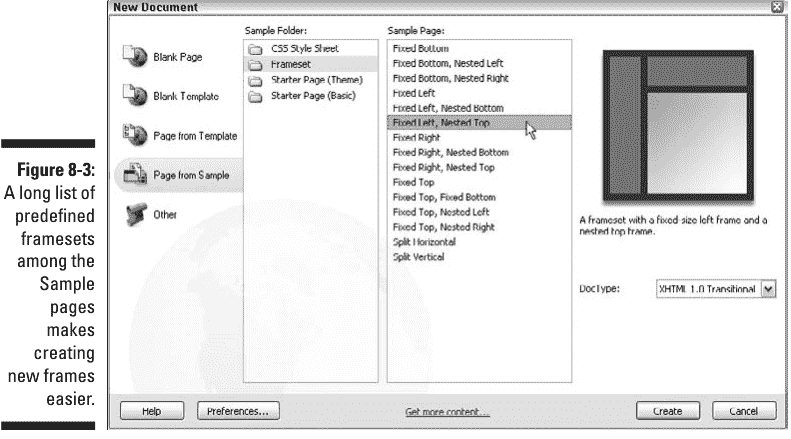 New Document
Blank Page
Blank Template
Page from Template
Page from Sample
Other
Sample Folder:
CSS Style Sheet
Frameset
Starter Page (Theme)
Starter Page (Basic)
Sample Page:
Fixed Bottom
Fixed Bottom, Nested Left
Fixed Bottom, Nested Right
Fixed Left
Fixed Left, Nested Bottom
Fixed Left, Nested Top
Fixed Right
Fixed Right, Nested Bottom
Fixed Right, Nested Top
Fixed Top
Fixed Top, Fixed Bottom
Fixed Top, Nested Left
Fixed Top, Nested Right
Split Horizontal
Split Vertical
A frameset with a fixed size left frame and a
nested top frame.
DocType:
XHTML 1.0 Transitional
Help
Preferences...
Get more content...
Create
Cancel
Figure 8-3:
A long list of
predefined
framesets
among the
Sample
pages
makes
creating
new frames
easier.